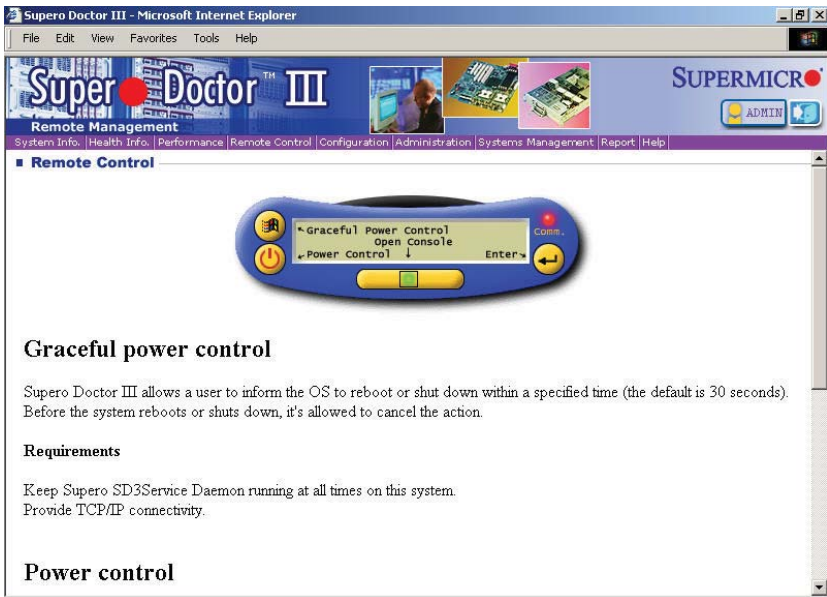 Supero Doctor III - Microsoft Internet Explorer
File Edit View Favorites Tools Help
Super Doctor™ III
SUPERMICRO
Remote Management
ADMIN
System Info. Health Info. Performance Remote Control Configuration Administration Systems Management Report Help
Remote Control
Graceful Power Control
Open Console
Power Control
Enter
Comm.
Graceful power control
Supero Doctor III allows a user to inform the OS to reboot or shut down within a specified time (the default is 30 seconds).
Before the system reboots or shuts down, it's allowed to cancel the action.
Requirements
Keep Supero SD3Service Daemon running at all times on this system.
Provide TCP/IP connectivity.
Power control